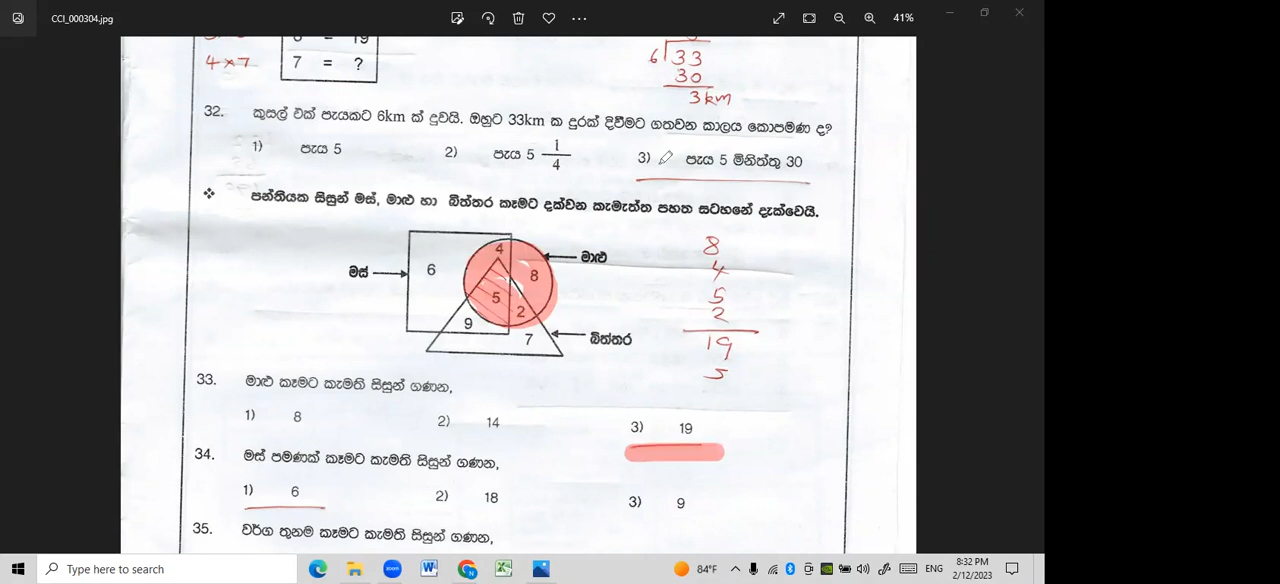 CCI_000304.jpg
41%
7 = ?
4 × 7
6 33
30
3km
32. කුසල් එක් පැයකට 6km ක් දුවයි. ඔහුට 33km ක දුරක් දිවීමට ගතවන කාලය කොපමණ ද?
1) පැය 5 2) පැය 5 1/4 3) පැය 5 මිනිත්තු 30
❖ පන්තියක සිසුන් මස්, මාළු හා බිත්තර කෑමට දක්වන කැමැත්ත පහත සටහනේ දැක්වෙයි.
මස්
6
4
මාළු
8
5
2
9
7
බිත්තර
8
4
5
2
19
5
33. මාළු කෑමට කැමති සිසුන් ගණන,
1) 8 2) 14 3) 19
34. මස් පමණක් කෑමට කැමති සිසුන් ගණන,
1) 6 2) 18 3) 9
35. වර්ග තුනම කෑමට කැමති සිසුන් ගණන,
Type here to search
zoom
84°F
ENG
8:32 PM
2/12/2023